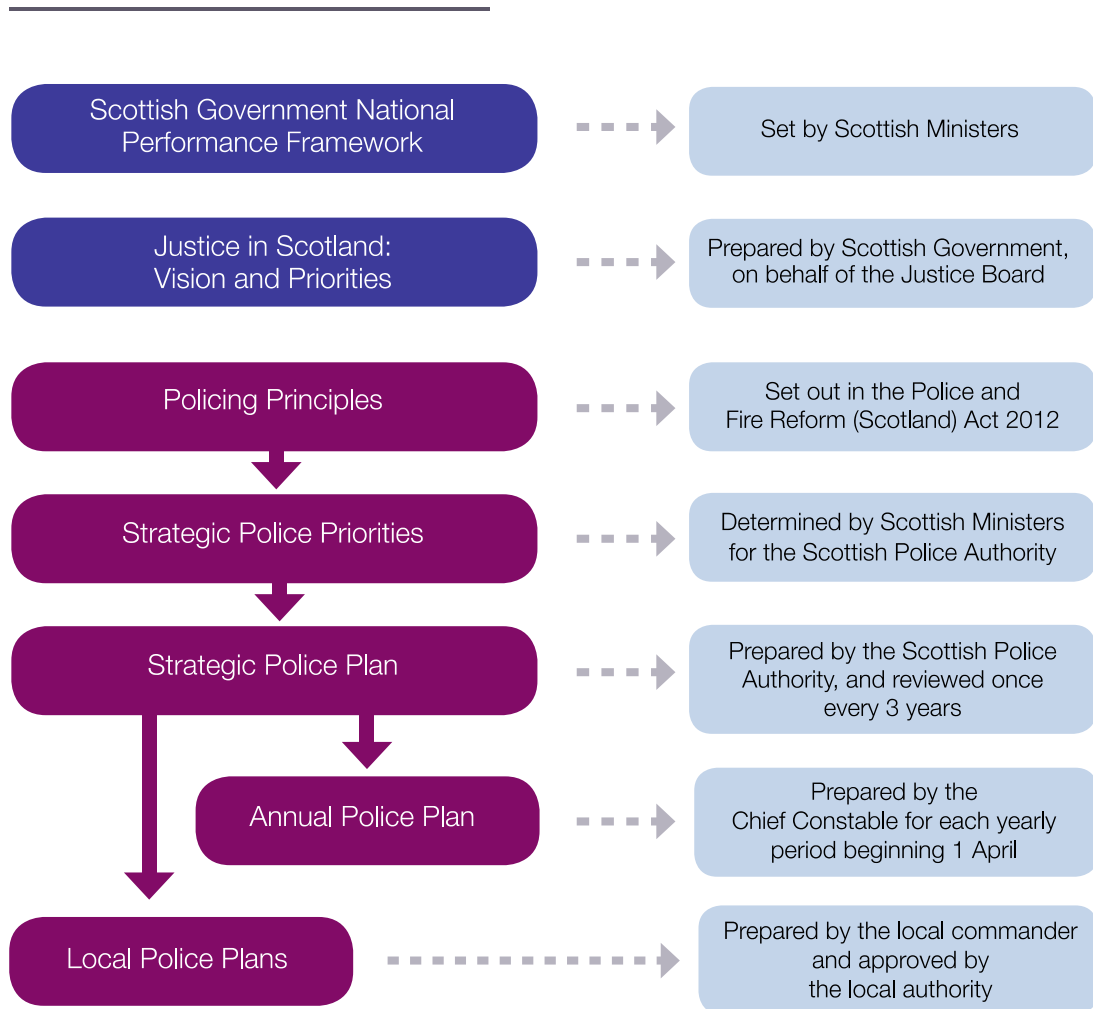 Scottish Government National
Performance Framework
Set by Scottish Ministers
Justice in Scotland:
Vision and Priorities
Prepared by Scottish Government,
on behalf of the Justice Board
Policing Principles
Set out in the Police and
Fire Reform (Scotland) Act 2012
Strategic Police Priorities
Determined by Scottish Ministers
for the Scottish Police Authority
Strategic Police Plan
Prepared by the Scottish Police
Authority, and reviewed once
every 3 years
Annual Police Plan
Prepared by the
Chief Constable for each yearly
period beginning 1 April
Local Police Plans
Prepared by the local commander
and approved by
the local authority